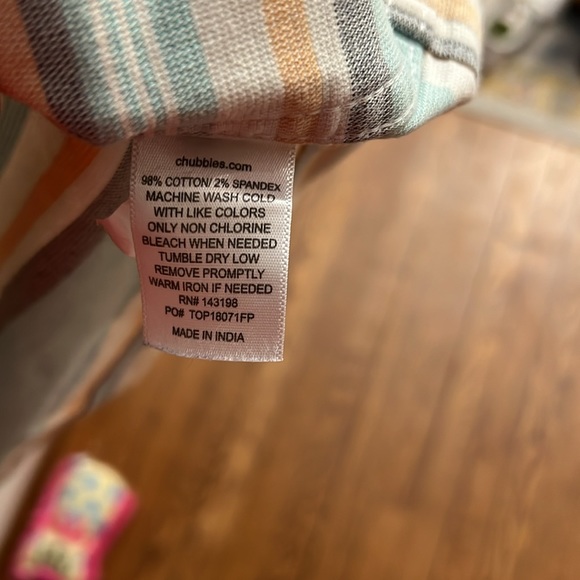 chubbies.com
98% COTTON/ 2% SPANDEX
MACHINE WASH COLD
WITH LIKE COLORS
ONLY NON CHLORINE
BLEACH WHEN NEEDED
TUMBLE DRY LOW
REMOVE PROMPTLY
WARM IRON IF NEEDED
RN# 143198
PO# TOP18071FP
MADE IN INDIA